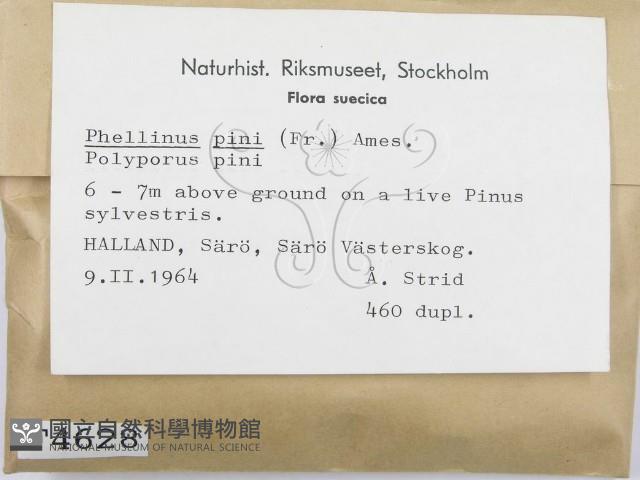 Naturhist. Riksmuseet, Stockholm
Flora suecica
Phellinus pini (Fr.) Ames.
Polyporus pini
6 - 7m above ground on a live Pinus
sylvestris.
HALLAND, Särö, Särö Västerskog.
9.II.1964 Å. Strid
460 dupl.
國立自然科學博物館
NATIONAL MUSEUM OF NATURAL SCIENCE
4628